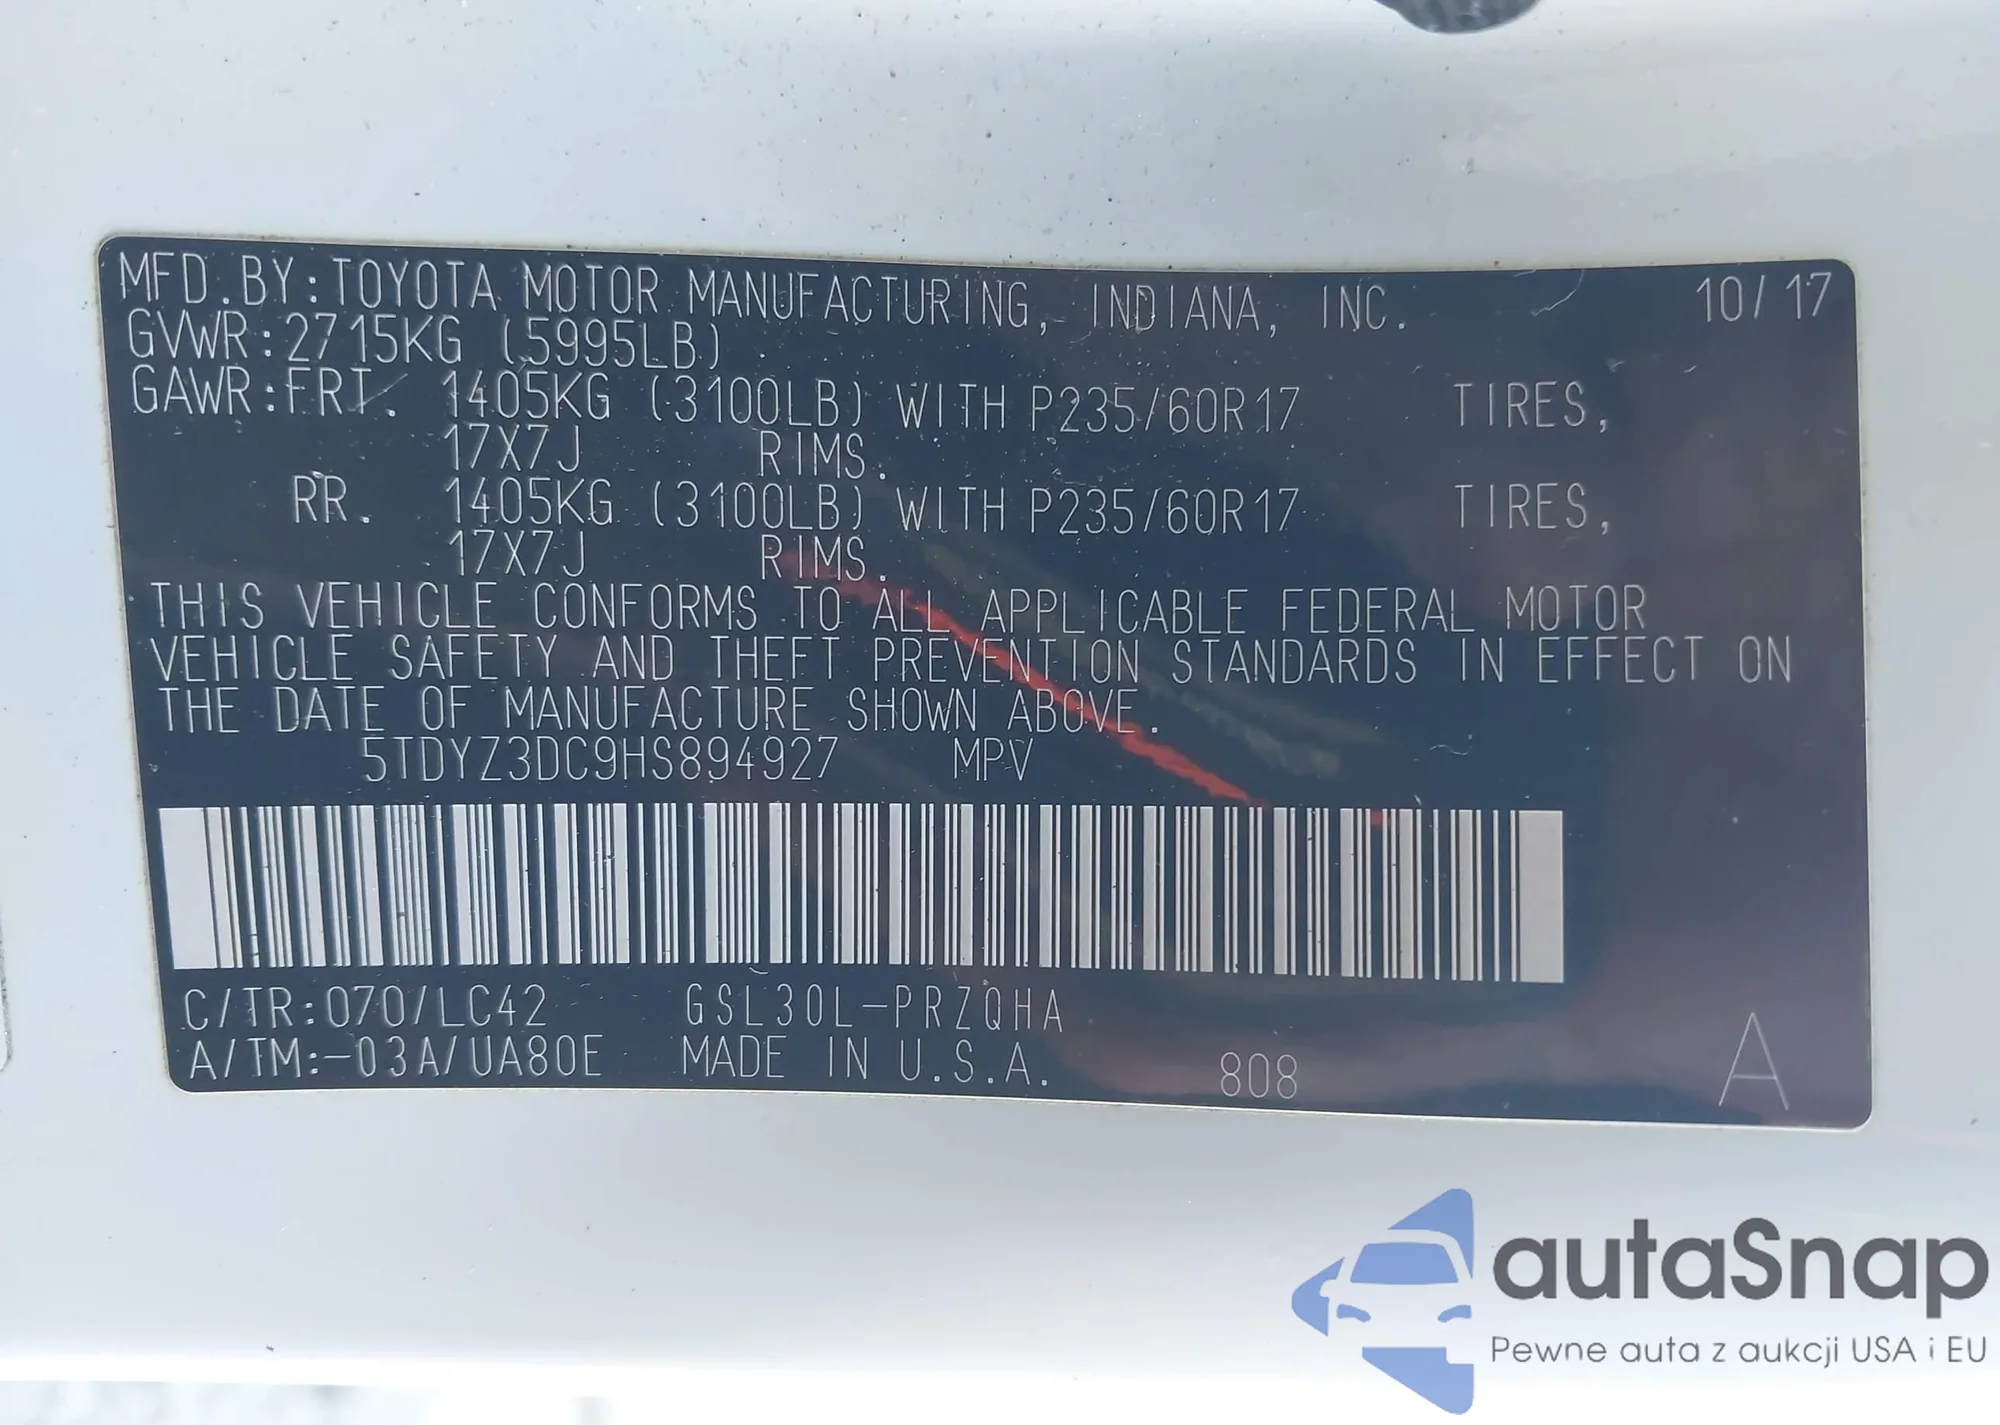 MFD.BY:TOYOTA MOTOR MANUFACTURING, INDIANA, INC. 10/17
GVWR:2715KG (5995LB)
GAWR:FRT. 1405KG (3100LB) WITH P235/60R17 TIRES,
17X7J RIMS.
RR. 1405KG (3100LB) WITH P235/60R17 TIRES,
17X7J RIMS.
THIS VEHICLE CONFORMS TO ALL APPLICABLE FEDERAL MOTOR
VEHICLE SAFETY AND THEFT PREVENTION STANDARDS IN EFFECT ON
THE DATE OF MANUFACTURE SHOWN ABOVE.
5TDYZ3DC9HS894927 MPV
C/TR:070/LC42 GSL30L-PRZQHA
A/TM:-03A/UA80E MADE IN U.S.A. 808 A
autaSnap
Pewne auta z aukcji USA i EU